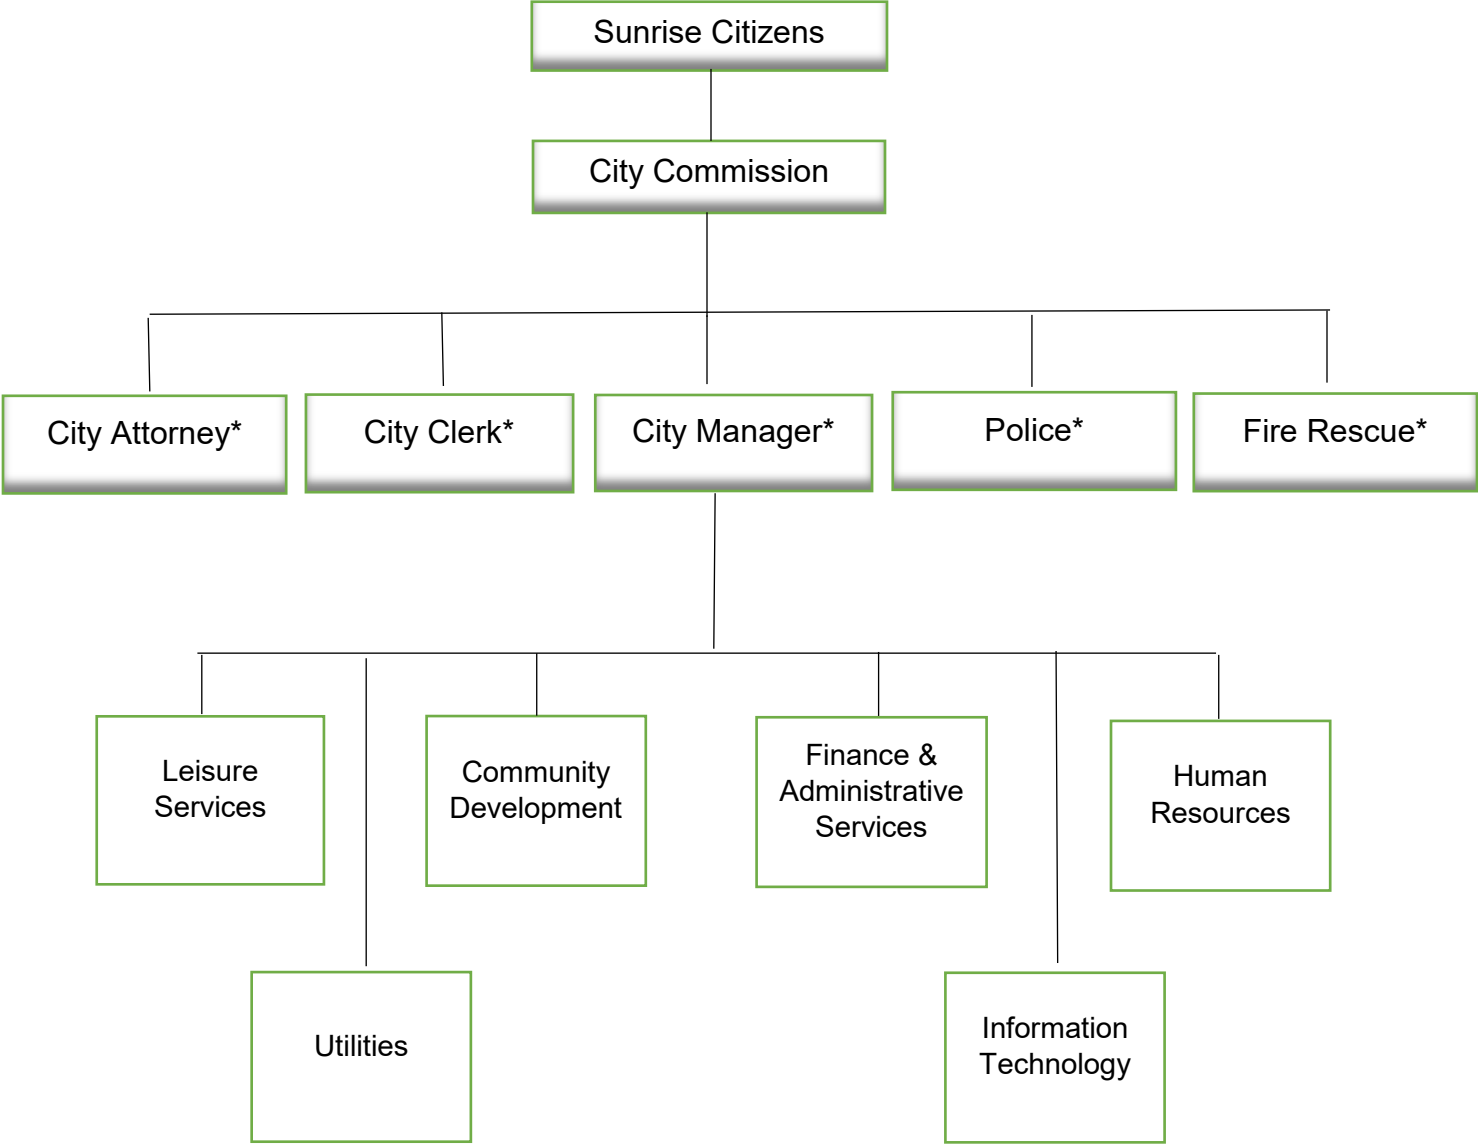 Sunrise Citizens
City Commission
City Attorney*
City Clerk*
City Manager*
Police*
Fire Rescue*
Leisure
Services
Community
Development
Finance &
Administrative
Services
Human
Resources
Utilities
Information
Technology